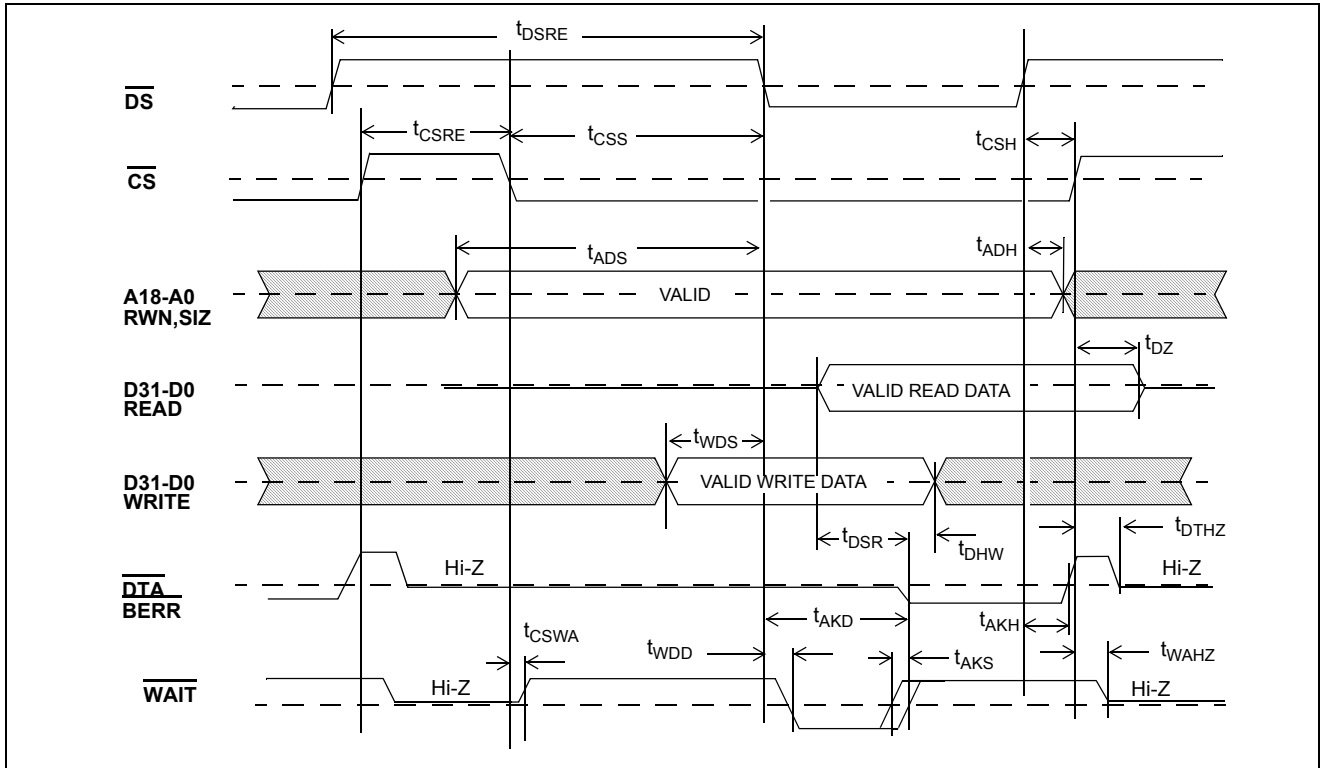 tDSRE
DS
tCSRE
tCSS
tCSH
CS
tADS
tADH
A18-A0
RWN,SIZ
VALID
tDZ
D31-D0
READ
VALID READ DATA
tWDS
D31-D0
WRITE
VALID WRITE DATA
tDSR
tDHW
tDTHZ
DTA
BERR
Hi-Z
Hi-Z
tCSWA
tWDD
tAKD
tAKS
tAKH
tWAHZ
WAIT
Hi-Z
Hi-Z